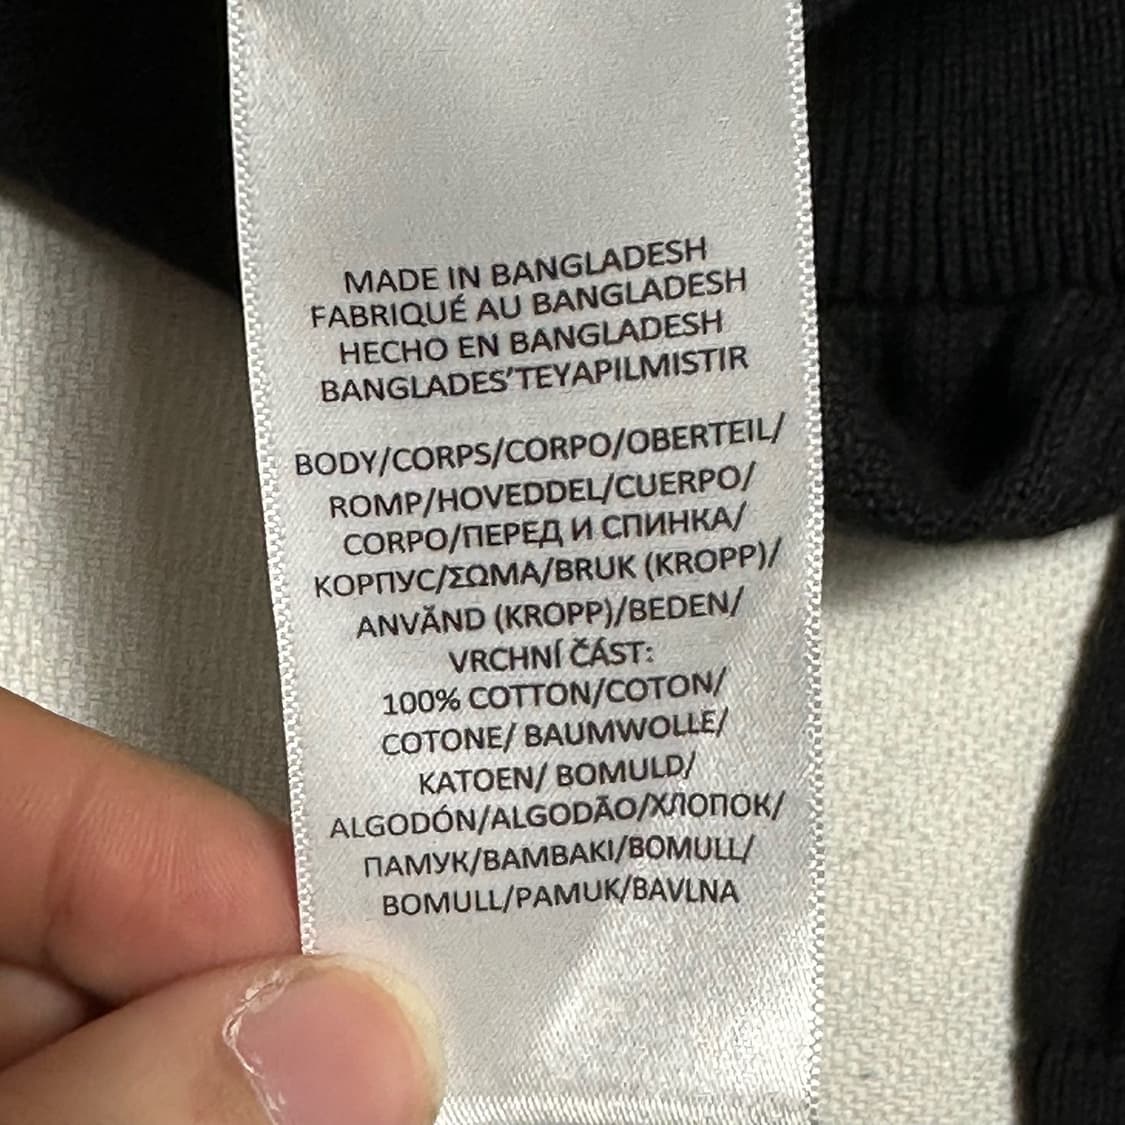 MADE IN BANGLADESH
FABRIQUÉ AU BANGLADESH
HECHO EN BANGLADESH
BANGLADES'TEYAPILMISTIR
BODY/CORPS/CORPO/OBERTEIL/
ROMP/HOVEDDEL/CUERPO/
CORPO/ПЕРЕД И СПИНКА/
КОРПУС/ΣΩΜΑ/BRUK (KROPP)/
ANVĂND (KROPP)/BEDEN/
VRCHNÍ ČÁST:
100% COTTON/COTON/
COTONE/ BAUMWOLLE/
KATOEN/ BOMULD/
ALGODÓN/ALGODÃO/ХЛОПОК/
ПАМУК/BAMBAKI/BOMULL/
BOMULL/PAMUK/BAVLNA